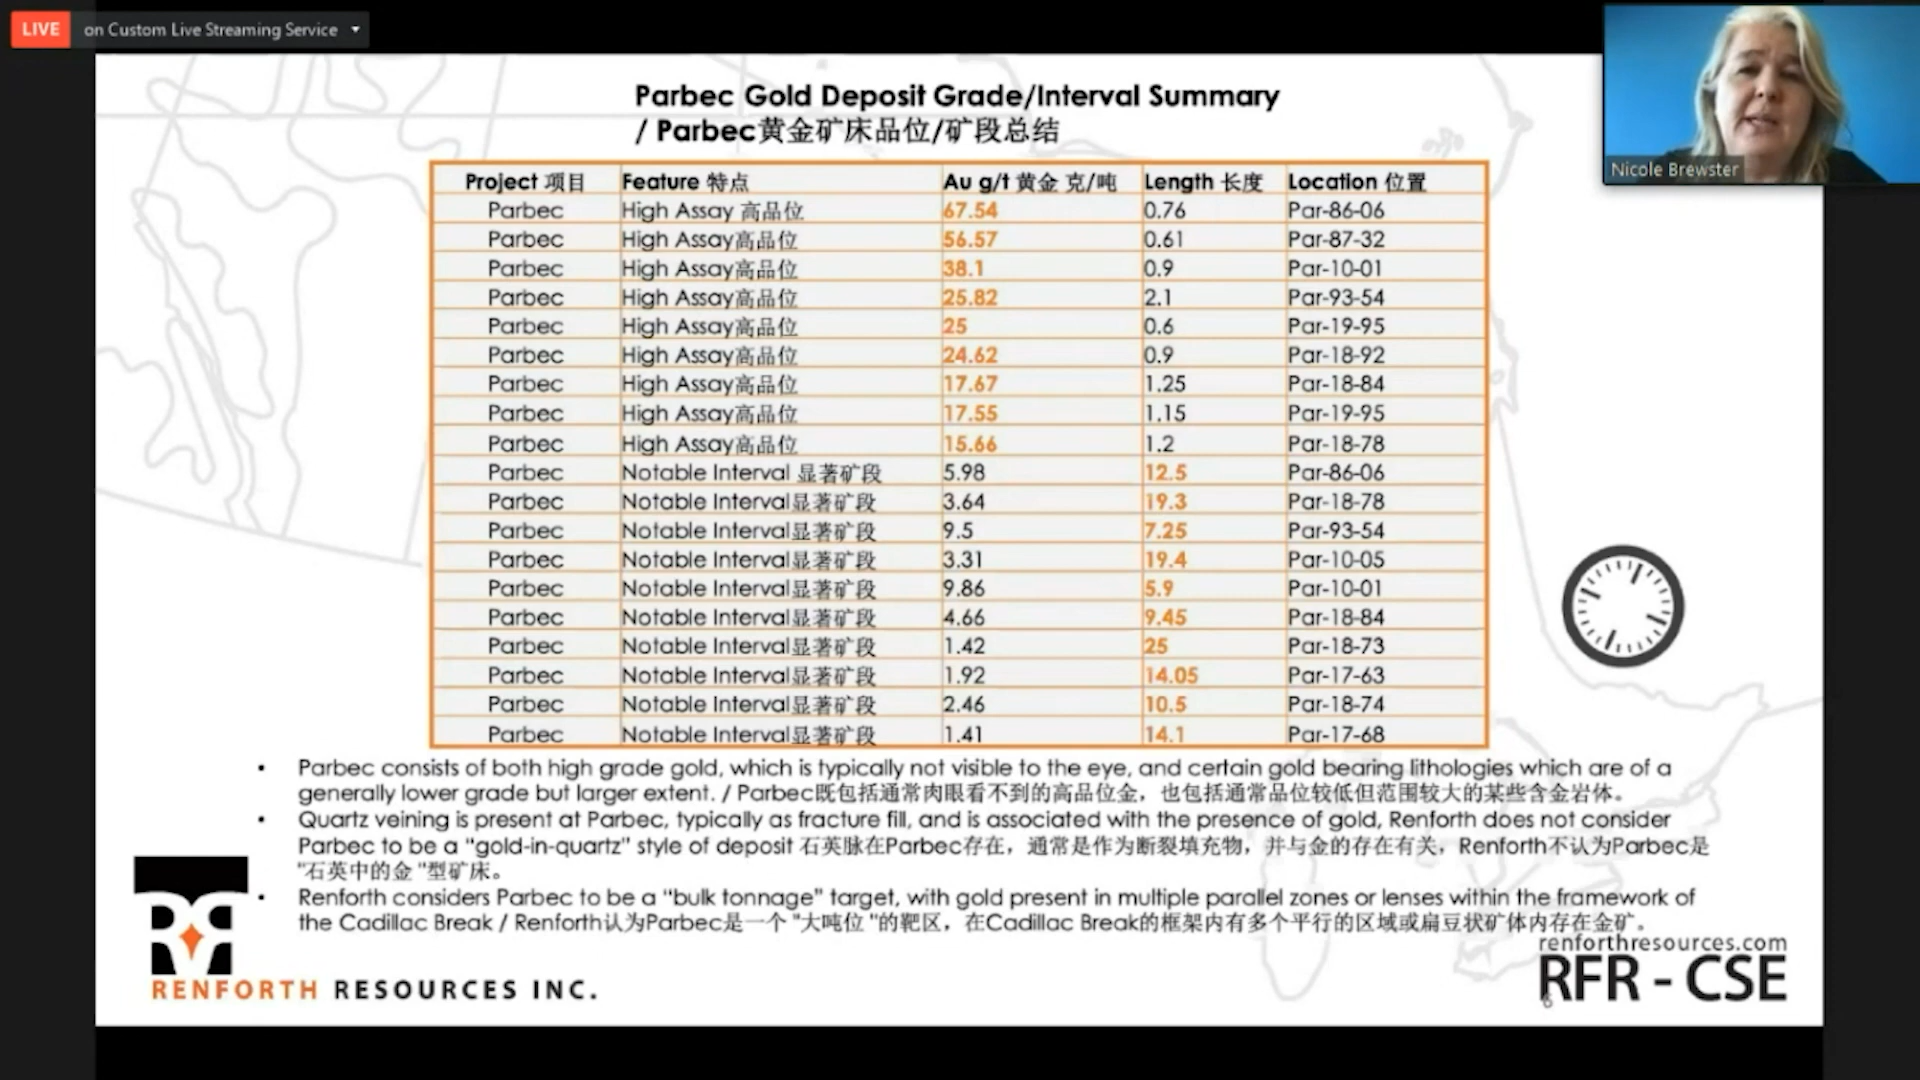 LIVE on Custom Live Streaming Service
Nicole Brewster
Parbec Gold Deposit Grade/Interval Summary
/ Parbec黄金矿床品位/矿段总结
Project 项目 Feature 特点 Au g/t 黄金 克/吨 Length 长度 Location 位置
Parbec High Assay 高品位 67.54 0.76 Par-86-06
Parbec High Assay高品位 56.57 0.61 Par-87-32
Parbec High Assay高品位 38.1 0.9 Par-10-01
Parbec High Assay高品位 25.82 2.1 Par-93-54
Parbec High Assay高品位 25 0.6 Par-19-95
Parbec High Assay高品位 24.62 0.9 Par-18-92
Parbec High Assay高品位 17.67 1.25 Par-18-84
Parbec High Assay高品位 17.55 1.15 Par-19-95
Parbec High Assay高品位 15.66 1.2 Par-18-78
Parbec Notable Interval 显著矿段 5.98 12.5 Par-86-06
Parbec Notable Interval显著矿段 3.64 19.3 Par-18-78
Parbec Notable Interval显著矿段 9.5 7.25 Par-93-54
Parbec Notable Interval显著矿段 3.31 19.4 Par-10-05
Parbec Notable Interval显著矿段 9.86 5.9 Par-10-01
Parbec Notable Interval显著矿段 4.66 9.45 Par-18-84
Parbec Notable Interval显著矿段 1.42 25 Par-18-73
Parbec Notable Interval显著矿段 1.92 14.05 Par-17-63
Parbec Notable Interval显著矿段 2.46 10.5 Par-18-74
Parbec Notable Interval显著矿段 1.41 14.1 Par-17-68
• Parbec consists of both high grade gold, which is typically not visible to the eye, and certain gold bearing lithologies which are of a
generally lower grade but larger extent. / Parbec既包括通常肉眼看不到的高品位金，也包括通常品位较低但范围较大的某些含金岩体。
• Quartz veining is present at Parbec, typically as fracture fill, and is associated with the presence of gold, Renforth does not consider
Parbec to be a "gold-in-quartz" style of deposit 石英脉在Parbec存在，通常是作为断裂填充物，并与金的存在有关，Renforth不认为Parbec是
"石英中的金 "型矿床。
• Renforth considers Parbec to be a "bulk tonnage" target, with gold present in multiple parallel zones or lenses within the framework of
the Cadillac Break / Renforth认为Parbec是一个 "大吨位 "的靶区，在Cadillac Break的框架内有多个平行的区域或扁豆状矿体内存在金矿。
RENFORTH RESOURCES INC.
renforthresources.com
RFR - CSE
6